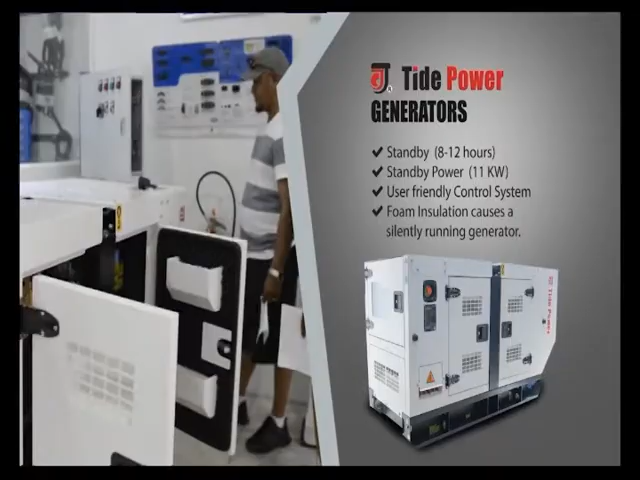 Tide Power
GENERATORS
✓ Standby (8-12 hours)
✓ Standby Power (11 KW)
✓ User friendly Control System
✓ Foam Insulation causes a
silently running generator.
Tide Power